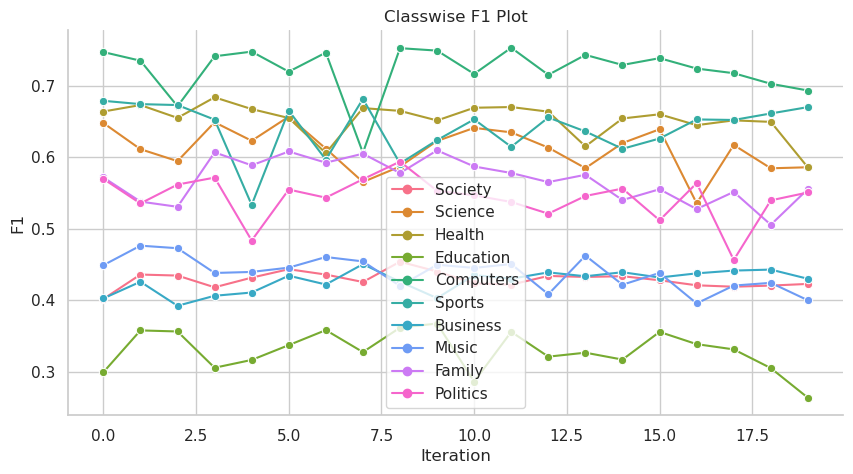 Classwise F1 Plot
F1
0.7
0.6
0.5
0.4
0.3
Society
Science
Health
Education
Computers
Sports
Business
Music
Family
Politics
0.0 2.5 5.0 7.5 10.0 12.5 15.0 17.5
Iteration